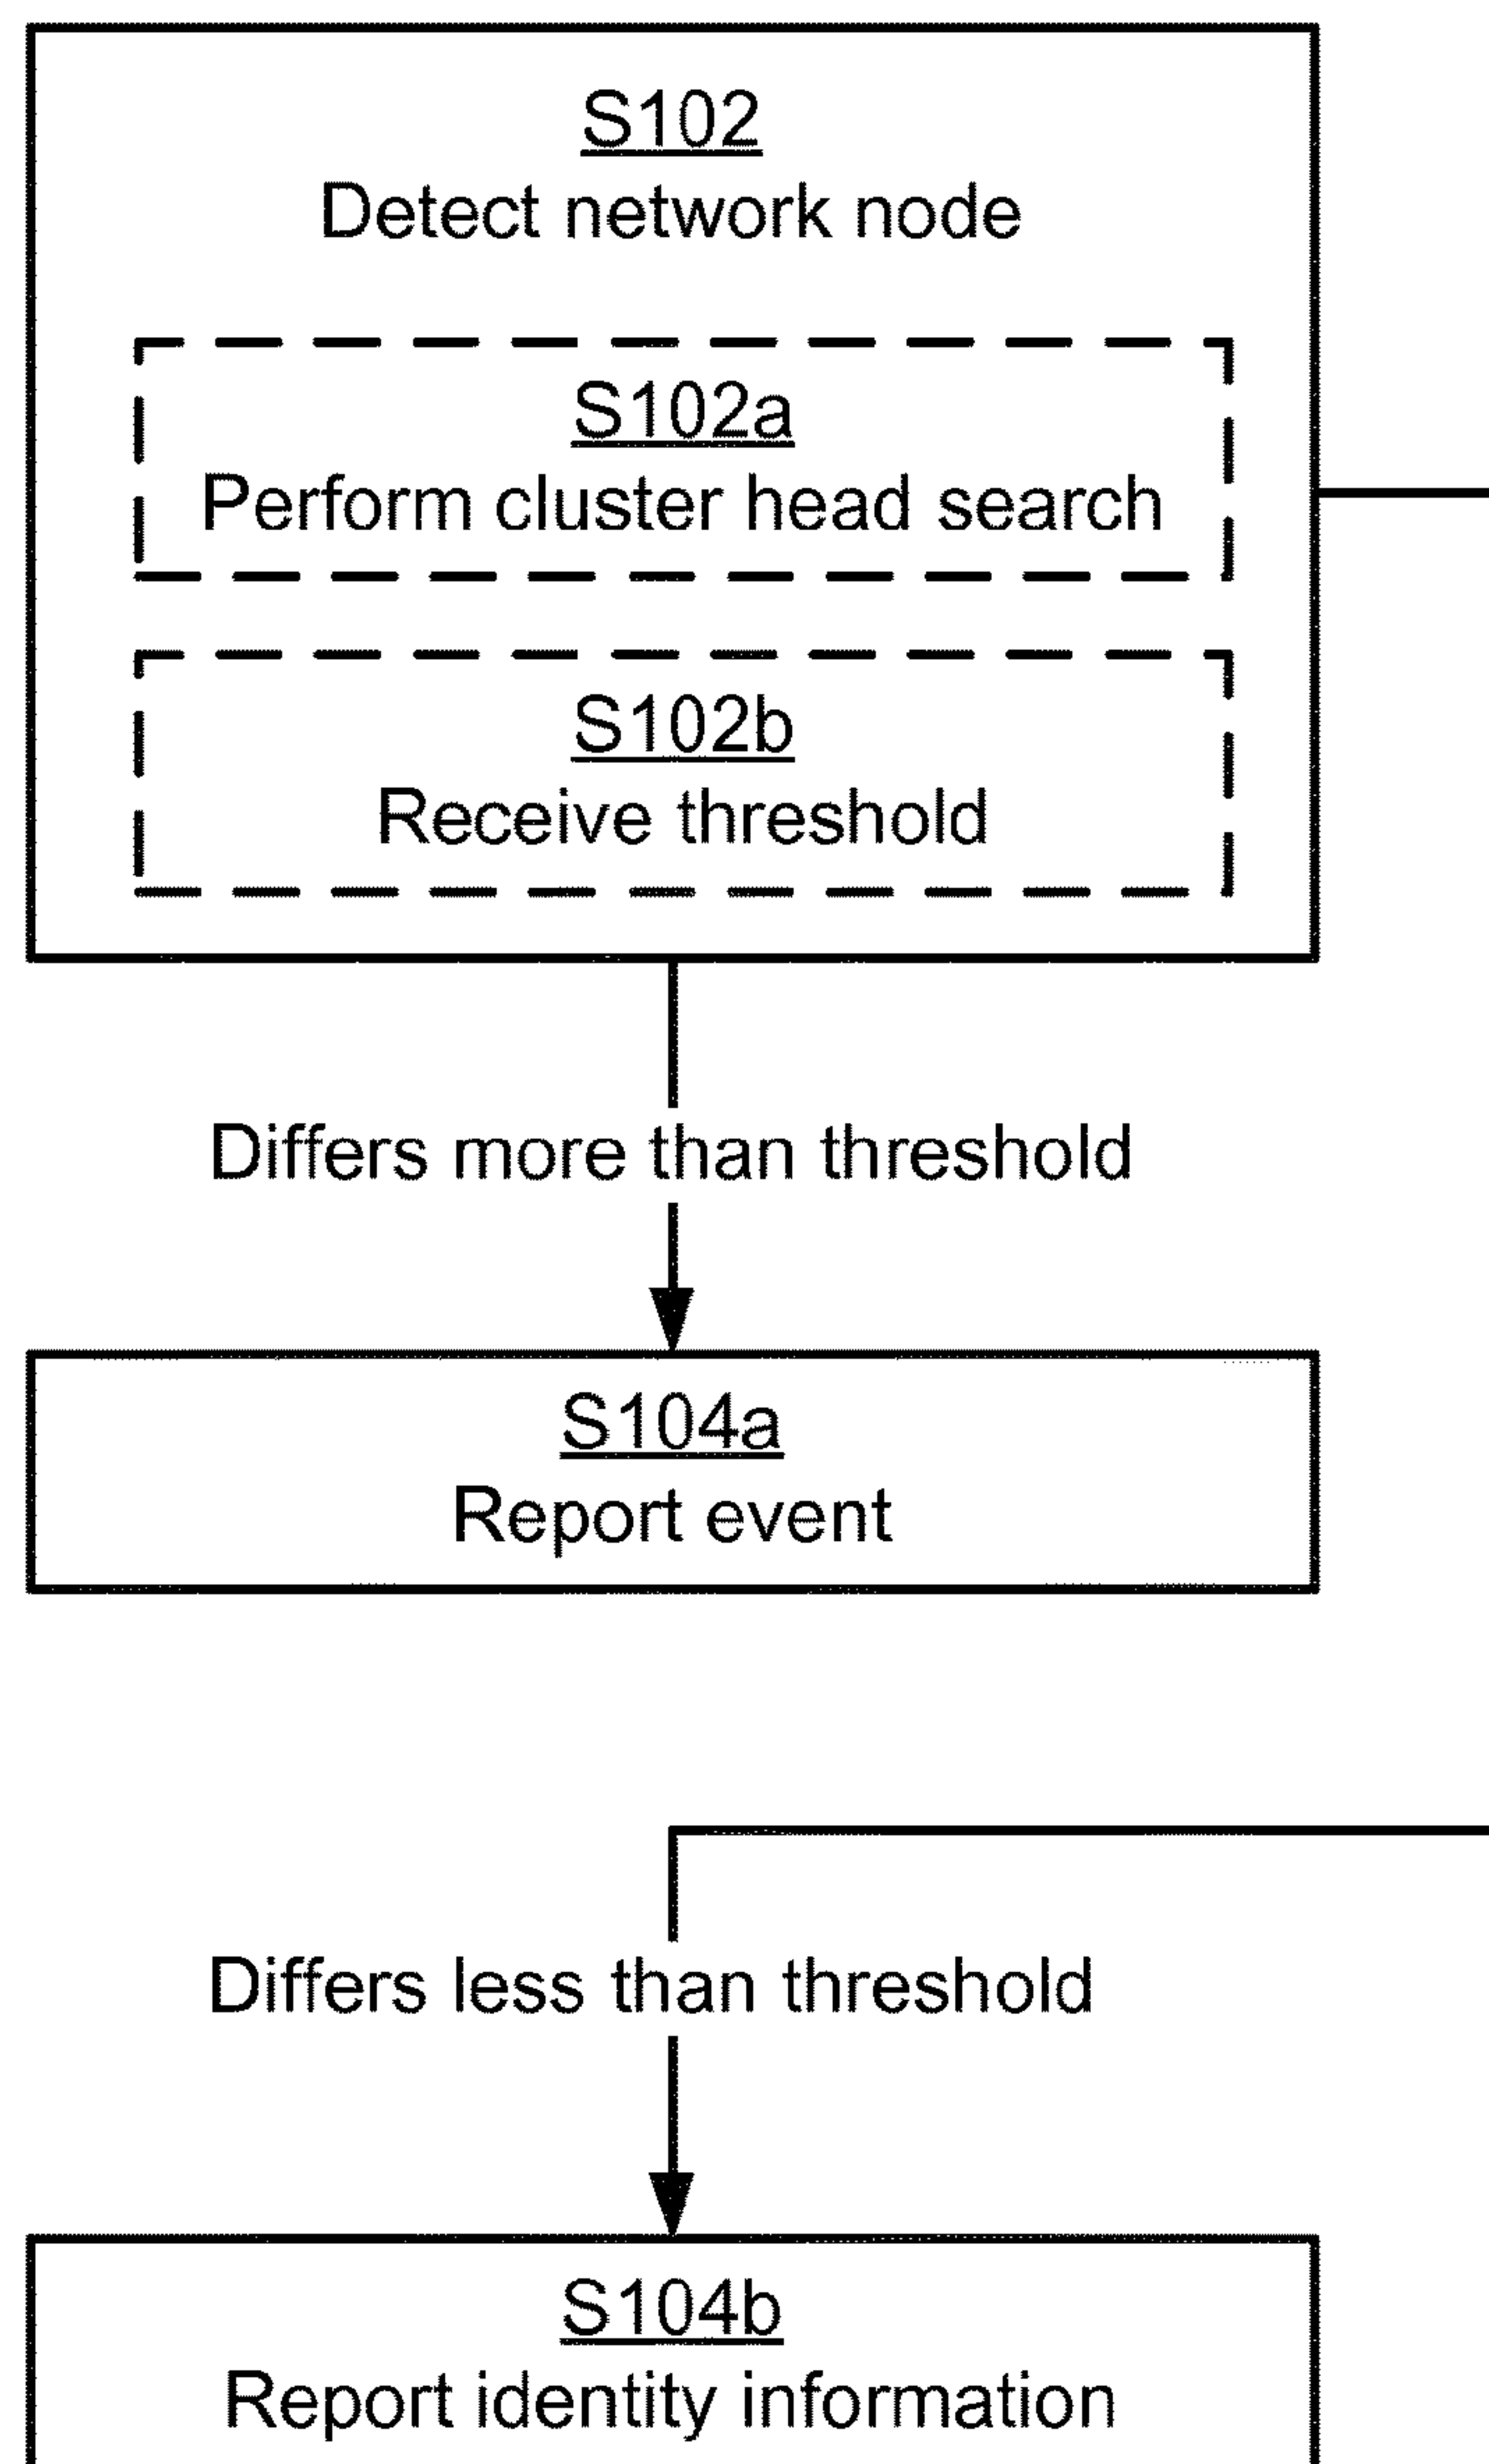 S102
Detect network node
S102a
Perform cluster head search
S102b
Receive threshold
Differs more than threshold
S104a
Report event
Differs less than threshold
S104b
Report identity information